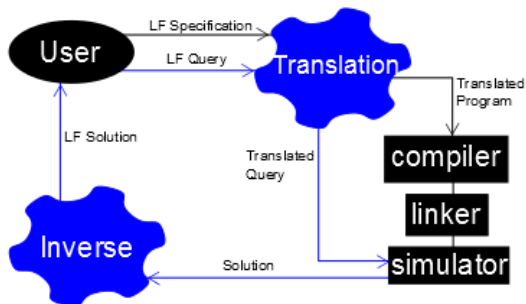 LF Specification
User
LF Query
Translation
Translated
Program
LF Solution
Translated
Query
compiler
linker
Inverse
Solution
simulator